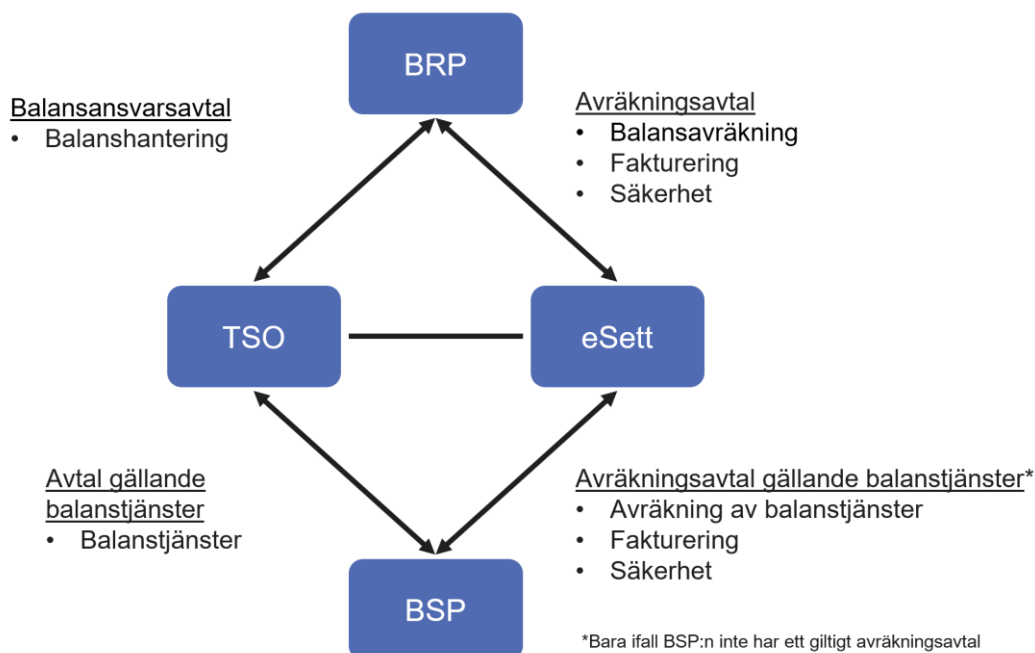 BRP
Balansansvarsavtal
• Balanshantering
Avräkningsavtal
• Balansavräkning
• Fakturering
• Säkerhet
TSO
eSett
Avtal gällande
balanstjänster
• Balanstjänster
Avräkningsavtal gällande balanstjänster*
• Avräkning av balanstjänster
• Fakturering
• Säkerhet
BSP
*Bara ifall BSP:n inte har ett giltigt avräkningsavtal